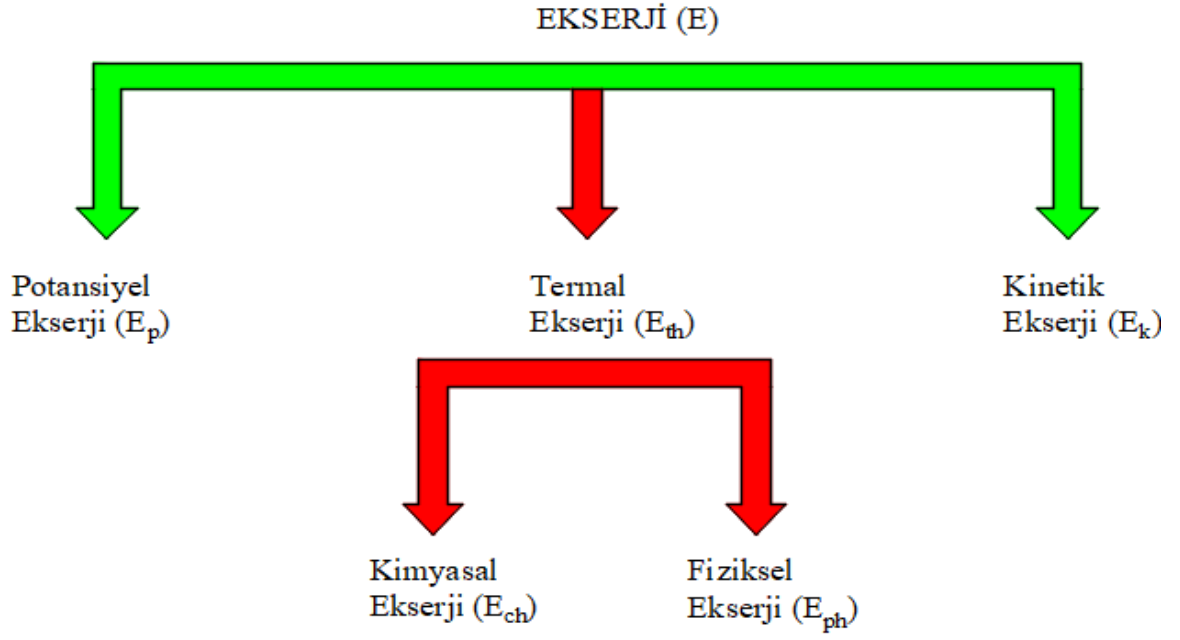 EKSERJİ (E)
Potansiyel
Ekserji (Eₚ)
Termal
Ekserji (Eth)
Kinetik
Ekserji (Eₖ)
Kimyasal
Ekserji (Ech)
Fiziksel
Ekserji (Eph)